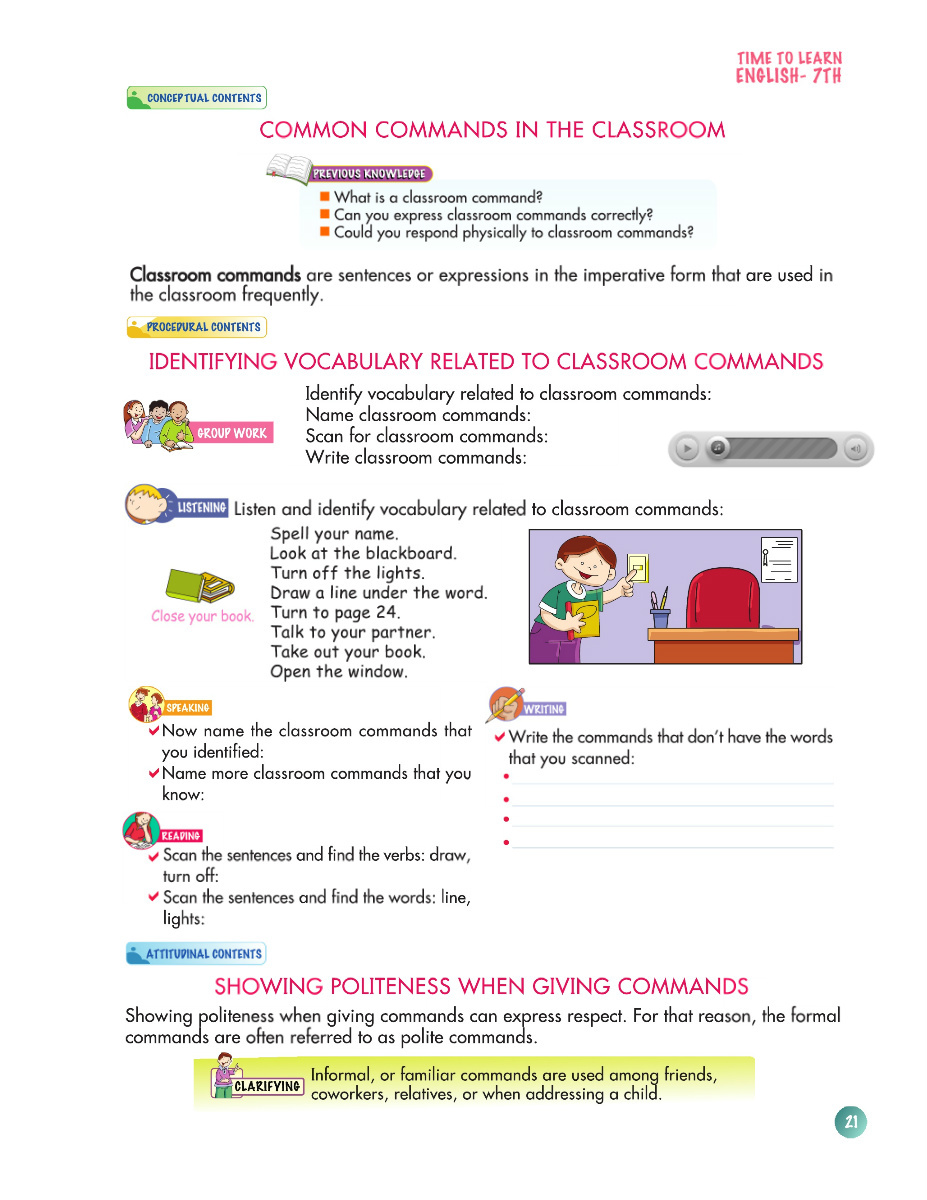 TIME TO LEARN
ENGLISH- 7TH
CONCEPTUAL CONTENTS
COMMON COMMANDS IN THE CLASSROOM
PREVIOUS KNOWLEDGE
What is a classroom command?
Can you express classroom commands correctly?
Could you respond physically to classroom commands?
Classroom commands are sentences or expressions in the imperative form that are used in
the classroom frequently.
PROCEDURAL CONTENTS
IDENTIFYING VOCABULARY RELATED TO CLASSROOM COMMANDS
GROUP WORK
Identify vocabulary related to classroom commands:
Name classroom commands:
Scan for classroom commands:
Write classroom commands:
LISTENING
Listen and identify vocabulary related to classroom commands:
Close your book.
Spell your name.
Look at the blackboard.
Turn off the lights.
Draw a line under the word.
Turn to page 24.
Talk to your partner.
Take out your book.
Open the window.
SPEAKING
Now name the classroom commands that
you identified:
Name more classroom commands that you
know:
READING
Scan the sentences and find the verbs: draw,
turn off:
Scan the sentences and find the words: line,
lights:
WRITING
Write the commands that don't have the words
that you scanned:
ATTITUDINAL CONTENTS
SHOWING POLITENESS WHEN GIVING COMMANDS
Showing politeness when giving commands can express respect. For that reason, the formal
commands are often referred to as polite commands.
CLARIFYING
Informal, or familiar commands are used among friends,
coworkers, relatives, or when addressing a child.
21